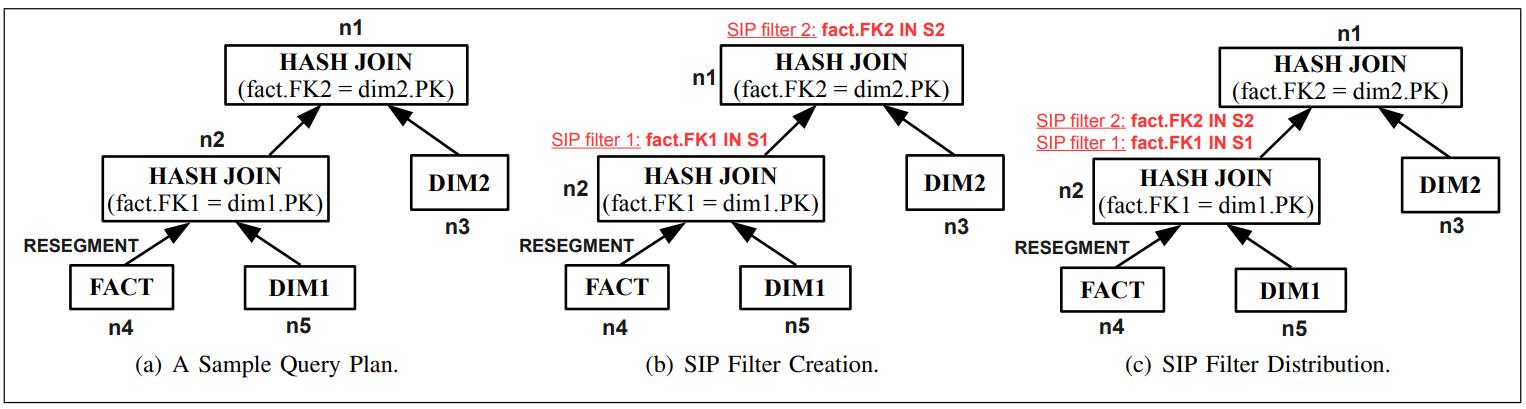 n1
HASH JOIN
(fact.FK2 = dim2.PK)
n2
HASH JOIN
(fact.FK1 = dim1.PK)
DIM2
n3
RESEGMENT
FACT
DIM1
n4
n5
(a) A Sample Query Plan.
SIP filter 2: fact.FK2 IN S2
n1
HASH JOIN
(fact.FK2 = dim2.PK)
SIP filter 1: fact.FK1 IN S1
n2
HASH JOIN
(fact.FK1 = dim1.PK)
DIM2
n3
RESEGMENT
FACT
DIM1
n4
n5
(b) SIP Filter Creation.
n1
HASH JOIN
(fact.FK2 = dim2.PK)
SIP filter 2: fact.FK2 IN S2
SIP filter 1: fact.FK1 IN S1
n2
HASH JOIN
(fact.FK1 = dim1.PK)
DIM2
n3
RESEGMENT
FACT
DIM1
n4
n5
(c) SIP Filter Distribution.